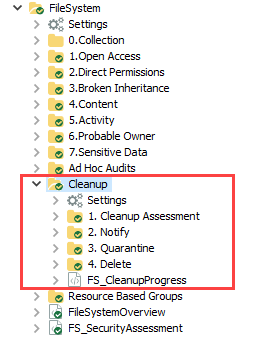 FileSystem
Settings
0.Collection
1.Open Access
2.Direct Permissions
3.Broken Inheritance
4.Content
5.Activity
6.Probable Owner
7.Sensitive Data
Ad Hoc Audits
Cleanup
Settings
1. Cleanup Assessment
2. Notify
3. Quarantine
4. Delete
FS_CleanupProgress
Resource Based Groups
FileSystemOverview
FS_SecurityAssessment